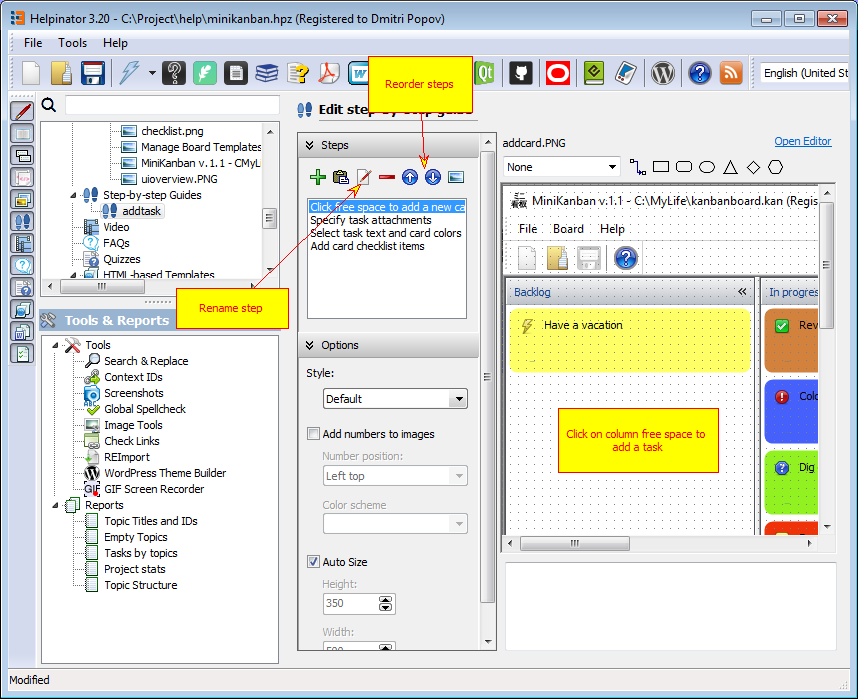 Helpinator 3.20 - C:\Project\help\minikanban.hpz (Registered to Dmitri Popov)
File Tools Help
English (United St
Reorder steps
Edit step-by-step guide
checklist.png
Manage Board Templates
MiniKanban v.1.1 - CMyLi
uioverview.PNG
Step-by-step Guides
addtask
Video
FAQs
Quizzes
HTML-based Templates
Rename step
Tools & Reports
Tools
Search & Replace
Context IDs
Screenshots
Global Spellcheck
Image Tools
Check Links
REImport
WordPress Theme Builder
GIF Screen Recorder
Reports
Topic Titles and IDs
Empty Topics
Tasks by topics
Project stats
Topic Structure
Steps
Click free space to add a new ca
Specify task attachments
Select task text and card colors
Add card checklist items
Options
Style:
Default
Add numbers to images
Number position:
Left top
Color scheme
Auto Size
Height:
350
Width:
addcard.PNG
Open Editor
None
MiniKanban v.1.1 - C:\MyLife\kanbanboard.kan (Regis
File Board Help
Backlog
In progres
Have a vacation
Rev
Colo
Dig
Click on column free space to
add a task
Modified